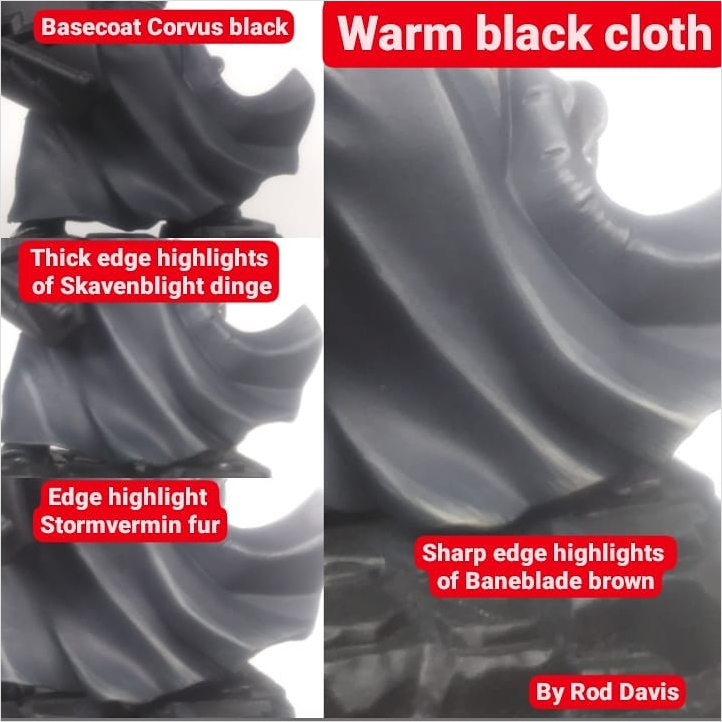 Basecoat Corvus black
Warm black cloth
Thick edge highlights
of Skavenblight dinge
Edge highlight
Stormvermin fur
Sharp edge highlights
of Baneblade brown
By Rod Davis